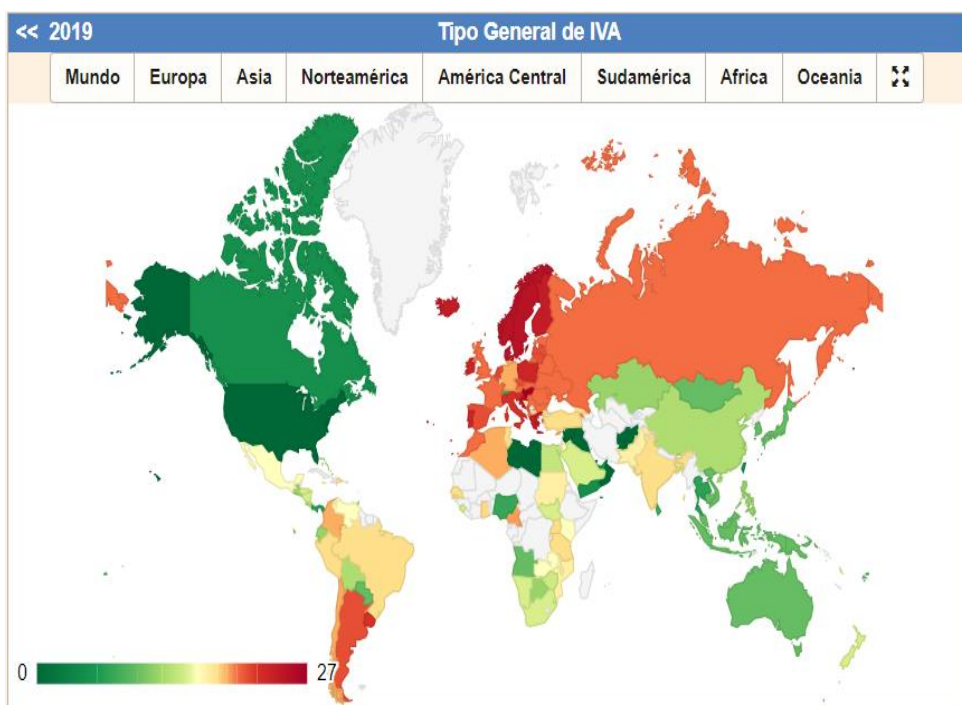 << 2019 Tipo General de IVA
Mundo Europa Asia Norteamérica América Central Sudamérica Africa Oceania
0 27